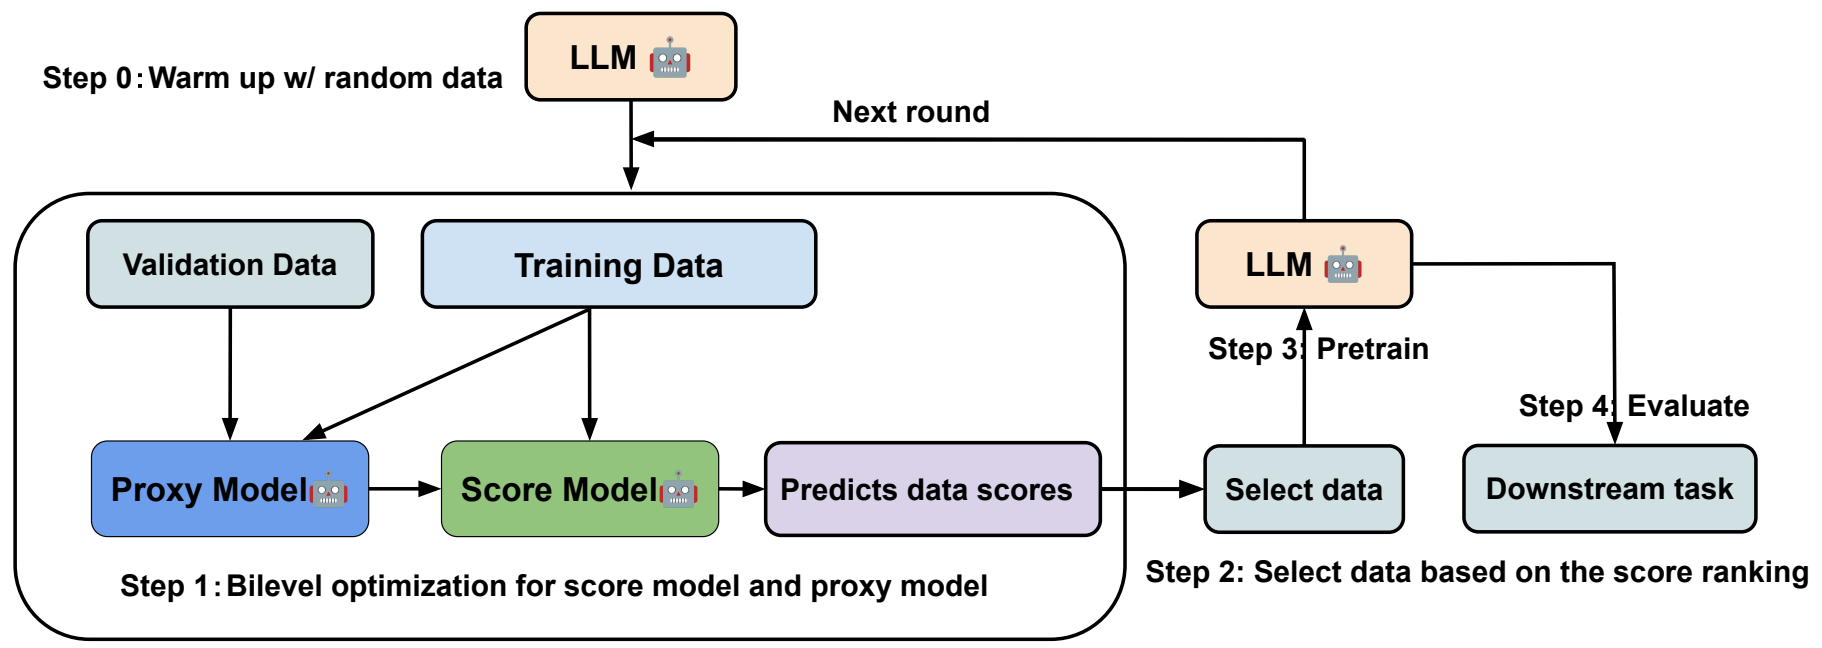 LLM
Step 0: Warm up w/ random data
Next round
Validation Data
Training Data
LLM
Step 3: Pretrain
Step 4: Evaluate
Proxy Model
Score Model
Predicts data scores
Select data
Downstream task
Step 1: Bilevel optimization for score model and proxy model
Step 2: Select data based on the score ranking